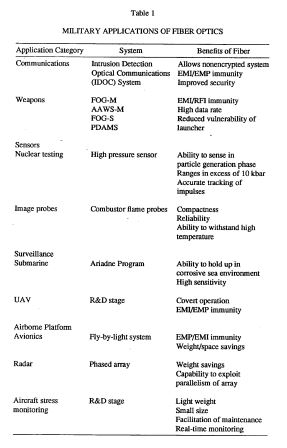 Table 1
MILITARY APPLICATIONS OF FIBER OPTICS
Application Category System Benefits of Fiber
Communications Intrusion Detection Allows nonencrypted system
Optical Communications EMI/EMP immunity
(IDOC) System Improved security
Weapons FOG-M EMI/RFI immunity
AAWS-M High data rate
FOG-S Reduced vulnerability of
PDAMS launcher
Sensors
Nuclear testing High pressure sensor Ability to sense in
particle generation phase
Ranges in excess of 10 kbar
Accurate tracking of
impulses
Image probes Combustor flame probes Compactness
Reliability
Ability to withstand high
temperature
Surveillance
Submarine Ariadne Program Ability to hold up in
corrosive sea environment
High sensitivity
UAV R&D stage Covert operation
EMI/EMP immunity
Airborne Platform
Avionics Fly-by-light system EMP/EMI immunity
Weight/space savings
Radar Phased array Weight savings
Capability to exploit
parallelism of array
Aircraft stress R&D stage Light weight
monitoring Small size
Facilitation of maintenance
Real-time monitoring